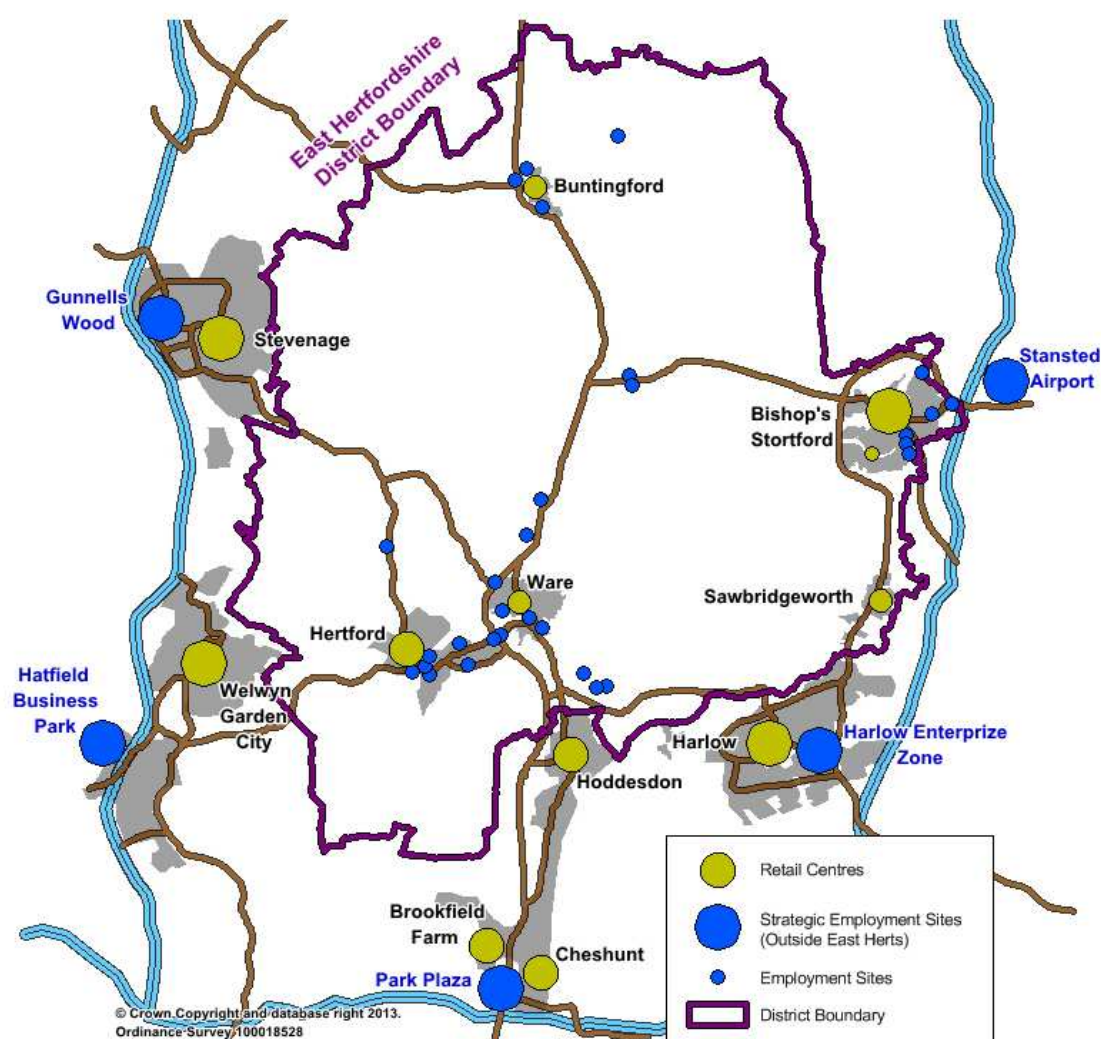 East Hertfordshire
District Boundary
Buntingford
Gunnells
Wood
Stevenage
Stansted
Airport
Bishop's
Stortford
Ware
Sawbridgeworth
Hertford
Hatfield
Business
Park
Welwyn
Garden
City
Harlow
Harlow Enterprize
Zone
Hoddesdon
Brookfield
Farm
Cheshunt
Park Plaza
Retail Centres
Strategic Employment Sites
(Outside East Herts)
Employment Sites
District Boundary
© Crown Copyright and database right 2013.
Ordinance Survey 100018528